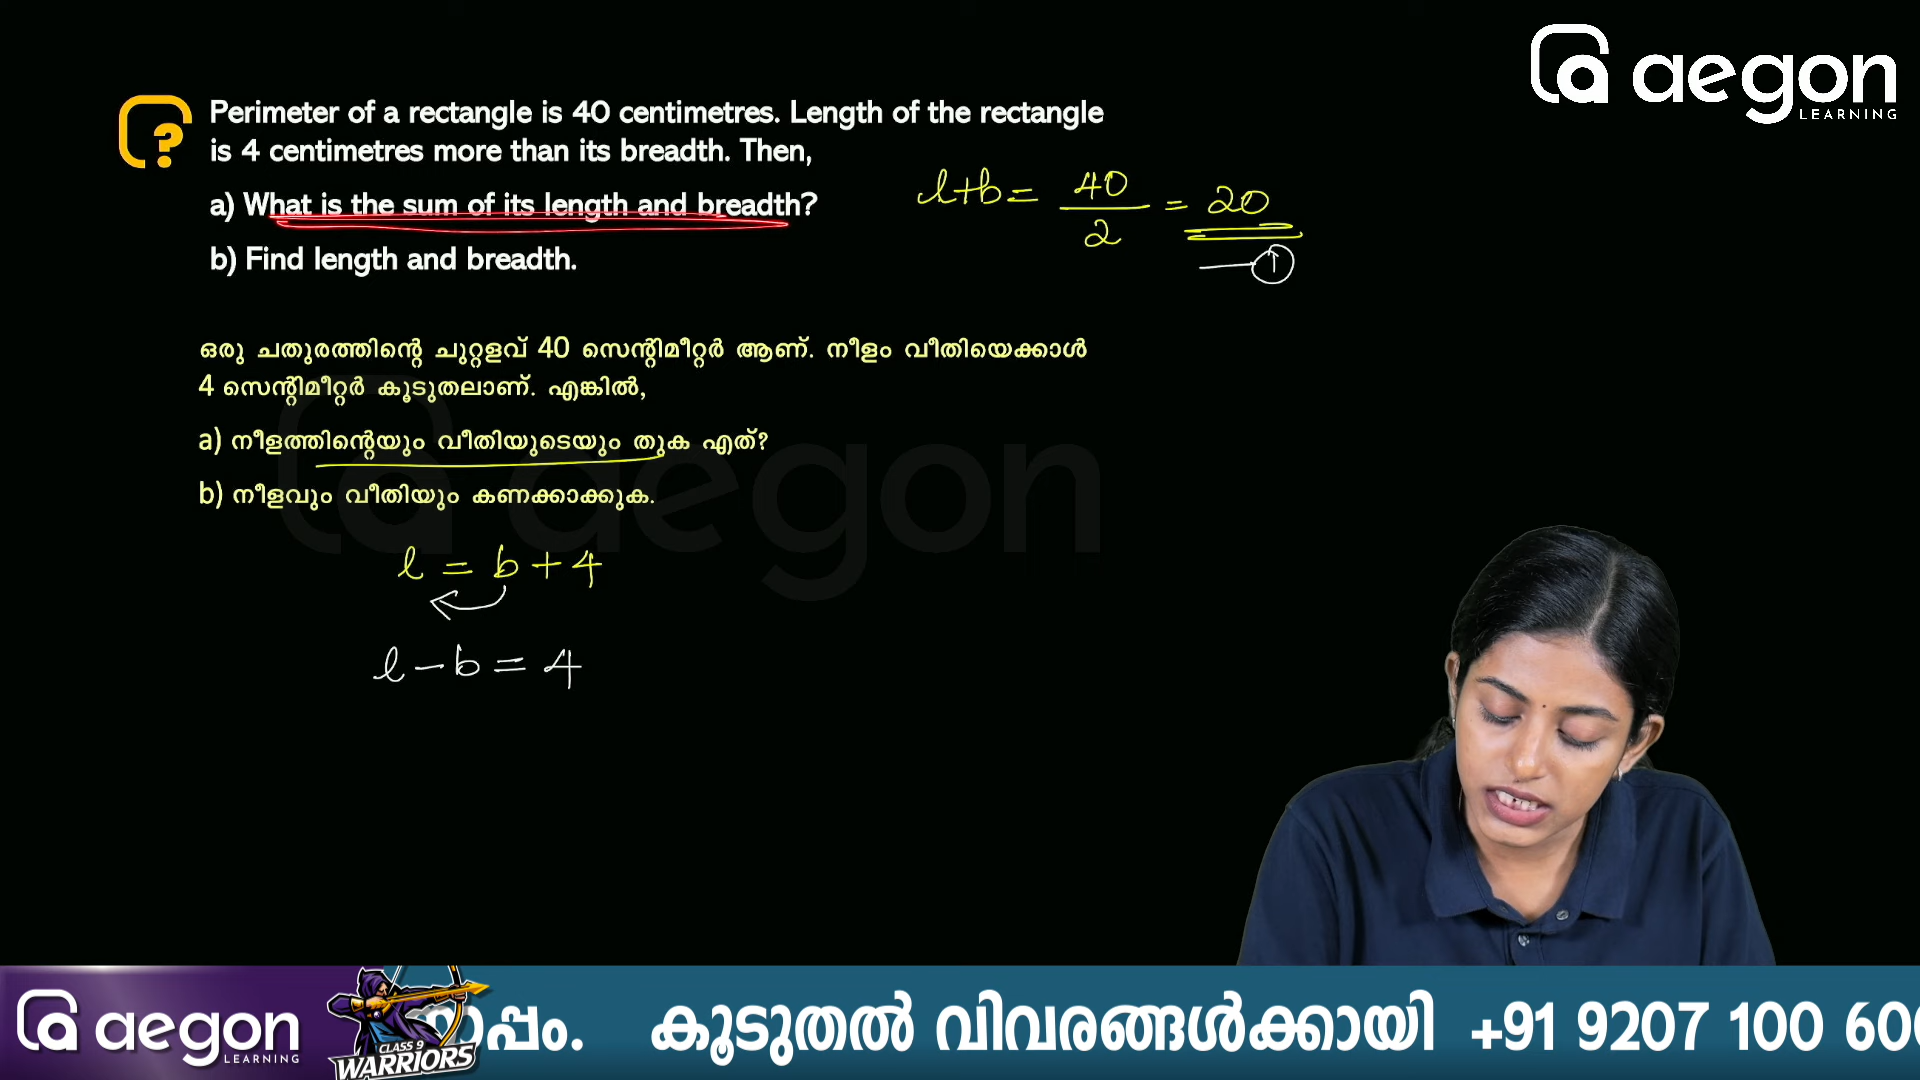 aegon
LEARNING
Perimeter of a rectangle is 40 centimetres. Length of the rectangle
is 4 centimetres more than its breadth. Then,
a) What is the sum of its length and breadth?
l+b = 40/2 = 20
1
b) Find length and breadth.
ഒരു ചതുരത്തിന്റെ ചുറ്റളവ് 40 സെന്റിമീറ്റർ ആണ്. നീളം വീതിയെക്കാൾ
4 സെന്റിമീറ്റർ കൂടുതലാണ്. എങ്കിൽ,
a) നീളത്തിന്റെയും വീതിയുടെയും തുക എത്?
b) നീളവും വീതിയും കണക്കാക്കുക.
aegon
l = b + 4
l - b = 4
aegon
LEARNING
CLASS 9
WARRIORS
കൂടുതൽ വിവരങ്ങൾക്കായി +91 9207 100 600